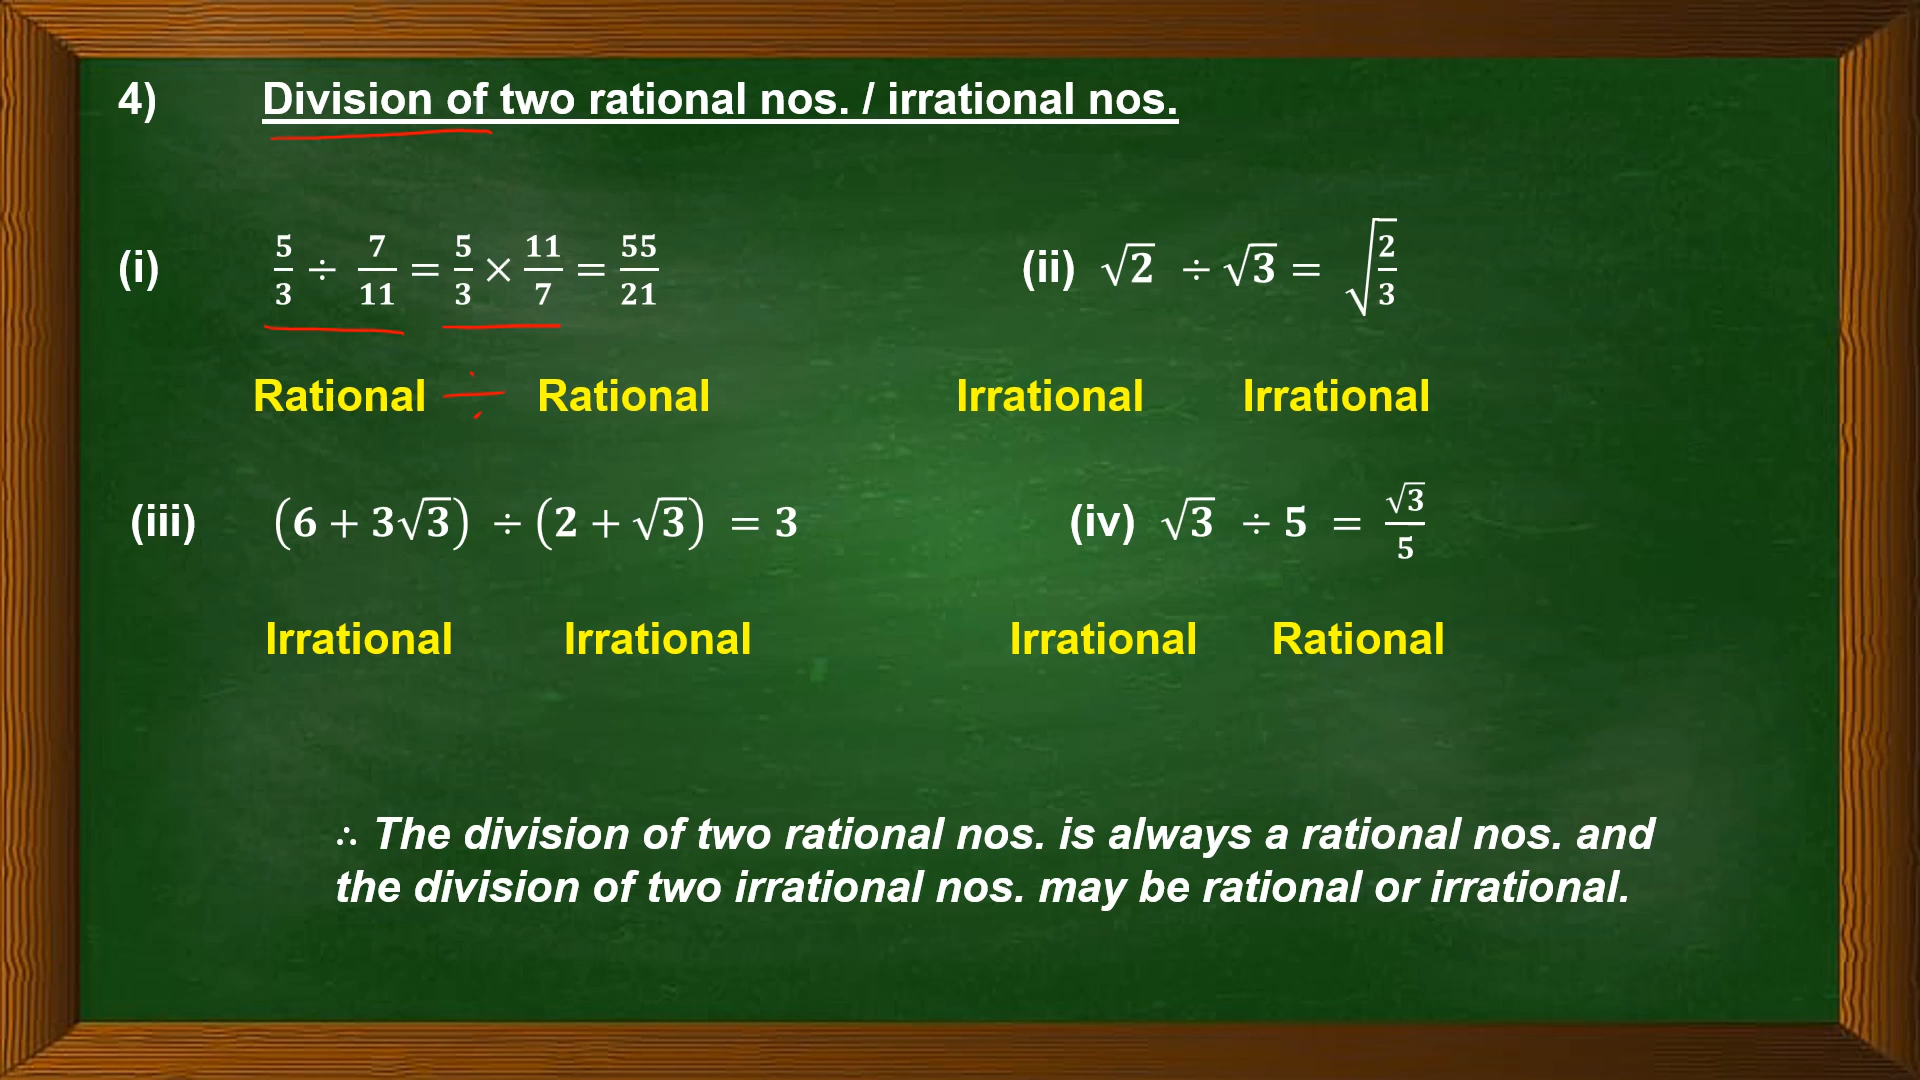 4) Division of two rational nos. / irrational nos.
(i) 5/3 ÷ 7/11 = 5/3 × 11/7 = 55/21 (ii) √2 ÷ √3 = √(2/3)
Rational ÷ Rational Irrational Irrational
(iii) (6 + 3√3) ÷ (2 + √3) = 3 (iv) √3 ÷ 5 = √3/5
Irrational Irrational Irrational Rational
∴ The division of two rational nos. is always a rational nos. and
the division of two irrational nos. may be rational or irrational.